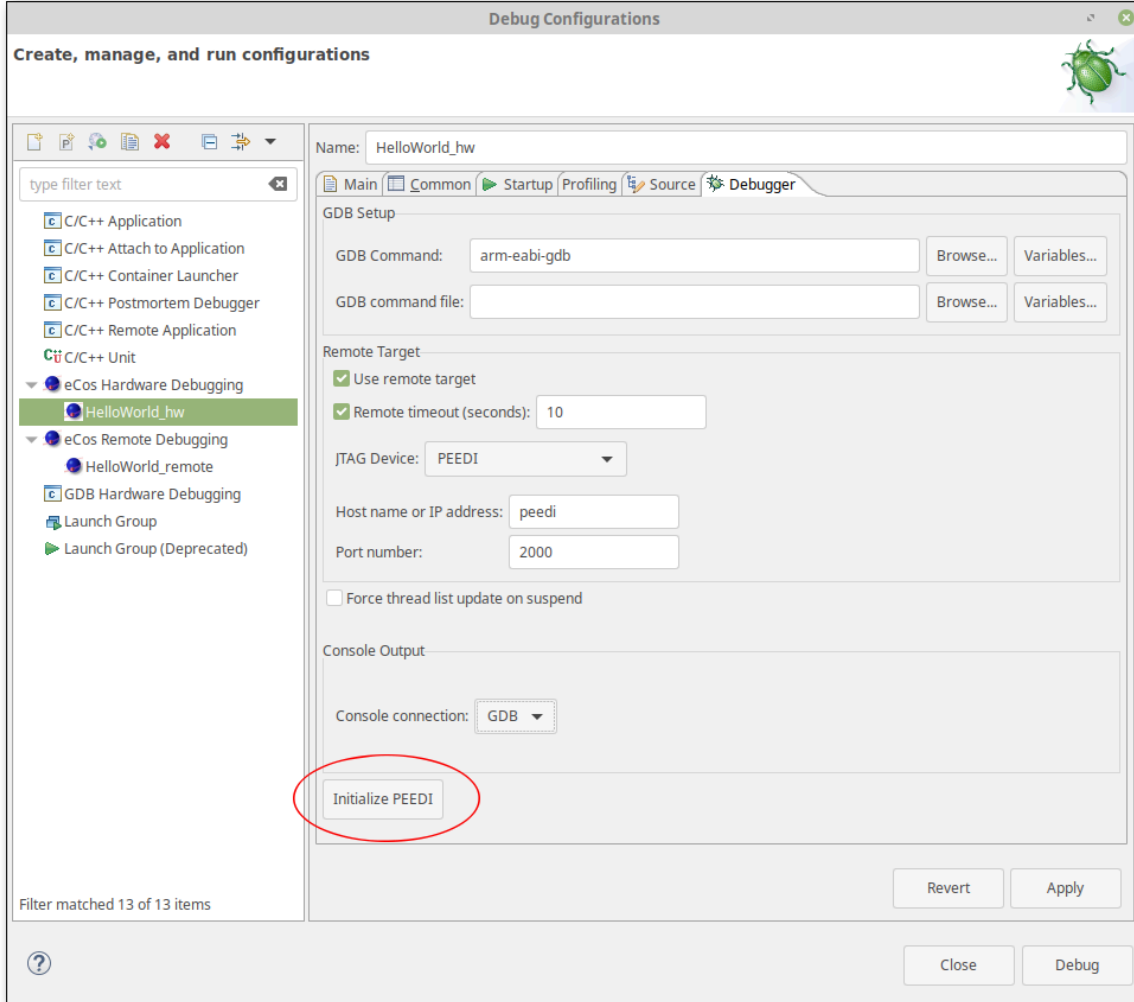 Debug Configurations
Create, manage, and run configurations
Name: HelloWorld_hw
type filter text
Main Common Startup Profiling Source Debugger
C/C++ Application
C/C++ Attach to Application
C/C++ Container Launcher
C/C++ Postmortem Debugger
C/C++ Remote Application
C/C++ Unit
eCos Hardware Debugging
HelloWorld_hw
eCos Remote Debugging
HelloWorld_remote
GDB Hardware Debugging
Launch Group
Launch Group (Deprecated)
Filter matched 13 of 13 items
GDB Setup
GDB Command: arm-eabi-gdb Browse... Variables...
GDB command file: Browse... Variables...
Remote Target
Use remote target
Remote timeout (seconds): 10
JTAG Device: PEEDI
Host name or IP address: peedi
Port number: 2000
Force thread list update on suspend
Console Output
Console connection: GDB
Initialize PEEDI
Revert Apply
? Close Debug